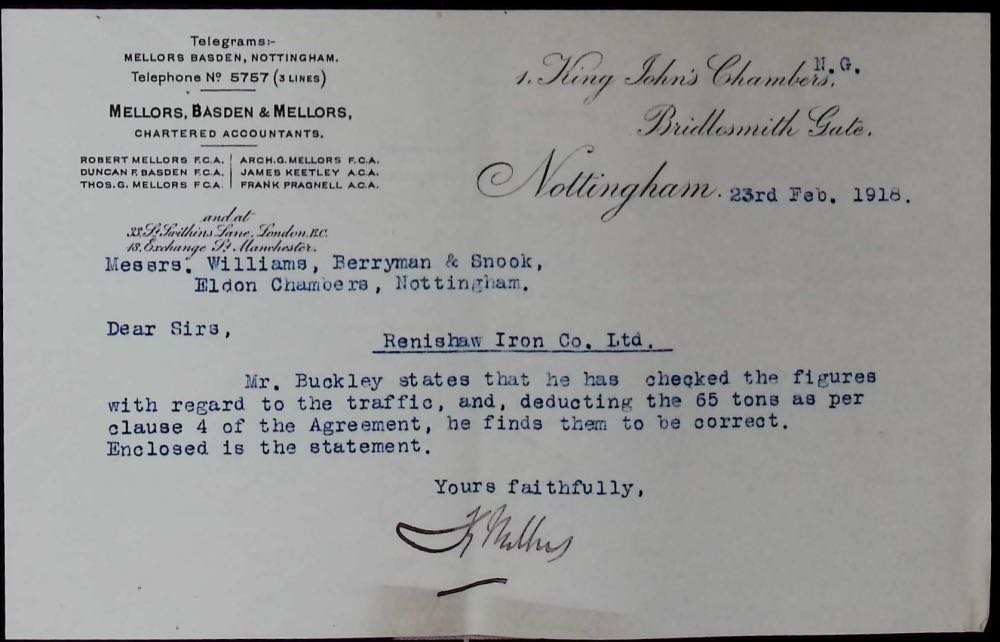 Telegrams:-
MELLORS BASDEN, NOTTINGHAM.
Telephone Nº 5757 (3 LINES)
MELLORS, BASDEN & MELLORS,
CHARTERED ACCOUNTANTS.
ROBERT MELLORS F.C.A. | ARCH. G. MELLORS F.C.A.
DUNCAN F. BASDEN F.C.A. | JAMES KEETLEY A.C.A.
THOS. G. MELLORS F.C.A. | FRANK PRAGNELL A.C.A.
and at
33, St Swithins Lane, London, E.C.
18, Exchange St Manchester.
N.G.
1, King John's Chambers,
Bridlesmith Gate,
Nottingham. 23rd Feb. 1918.
Messrs. Williams, Berryman & Snook,
Eldon Chambers, Nottingham.
Dear Sirs,
Renishaw Iron Co. Ltd.
Mr. Buckley states that he has checked the figures
with regard to the traffic, and, deducting the 65 tons as per
clause 4 of the Agreement, he finds them to be correct.
Enclosed is the statement.
Yours faithfully,
Mellors